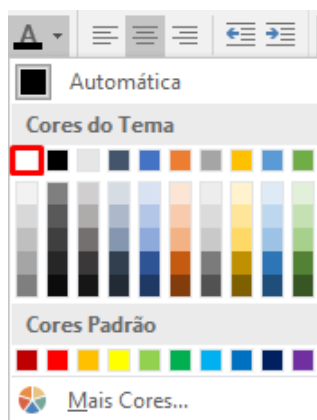 A
Automática
Cores do Tema
Cores Padrão
Mais Cores...